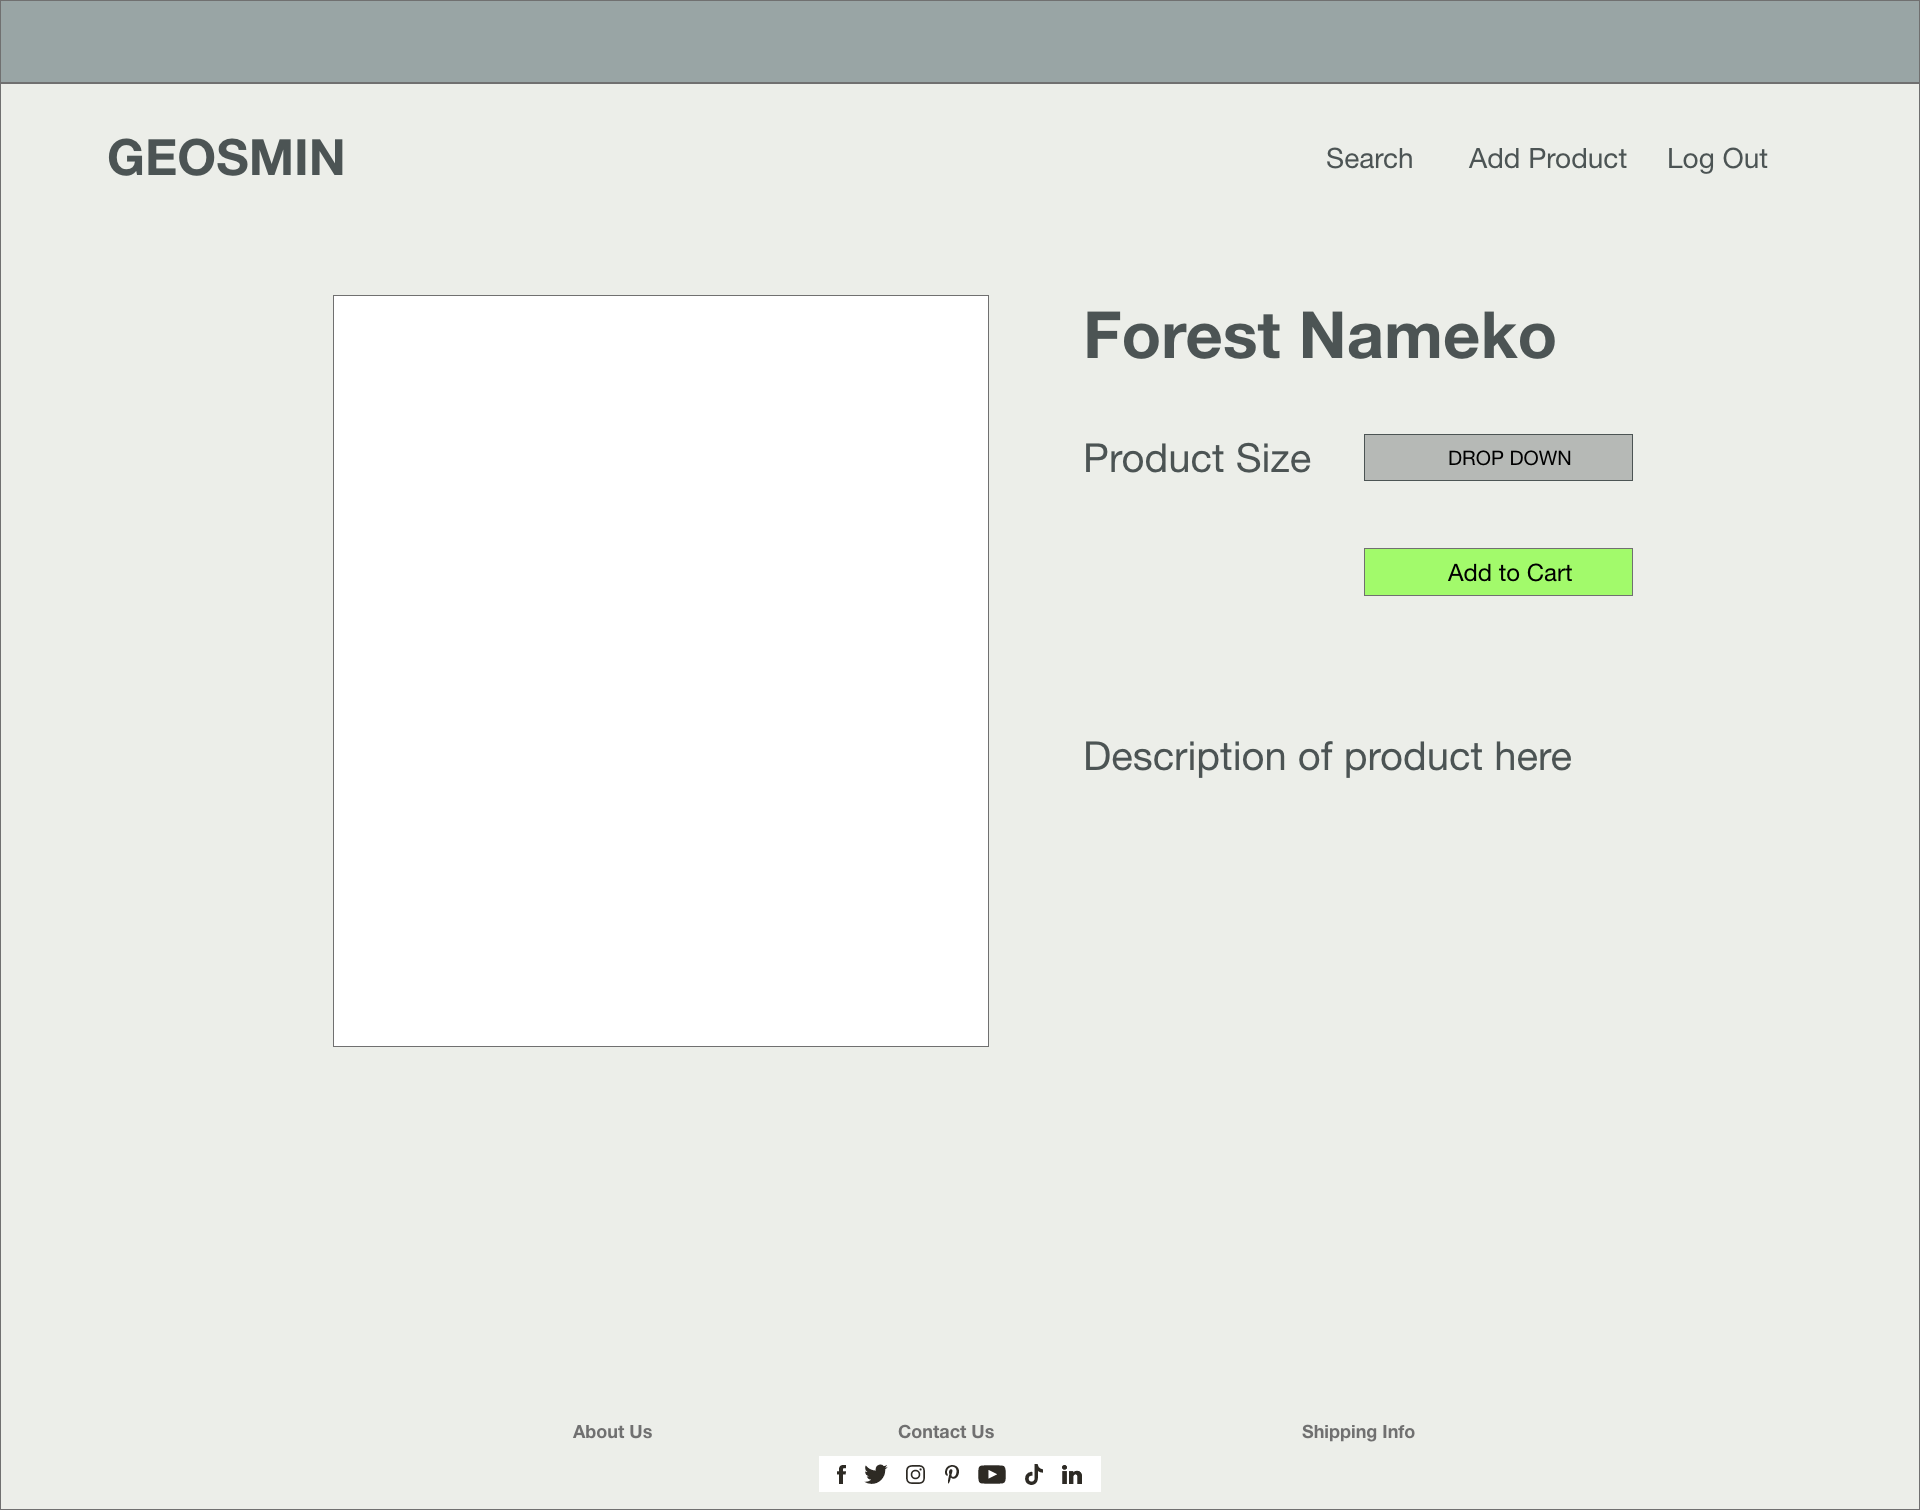 GEOSMIN
Search Add Product Log Out
Forest Nameko
Product Size DROP DOWN
Add to Cart
Description of product here
About Us Contact Us Shipping Info